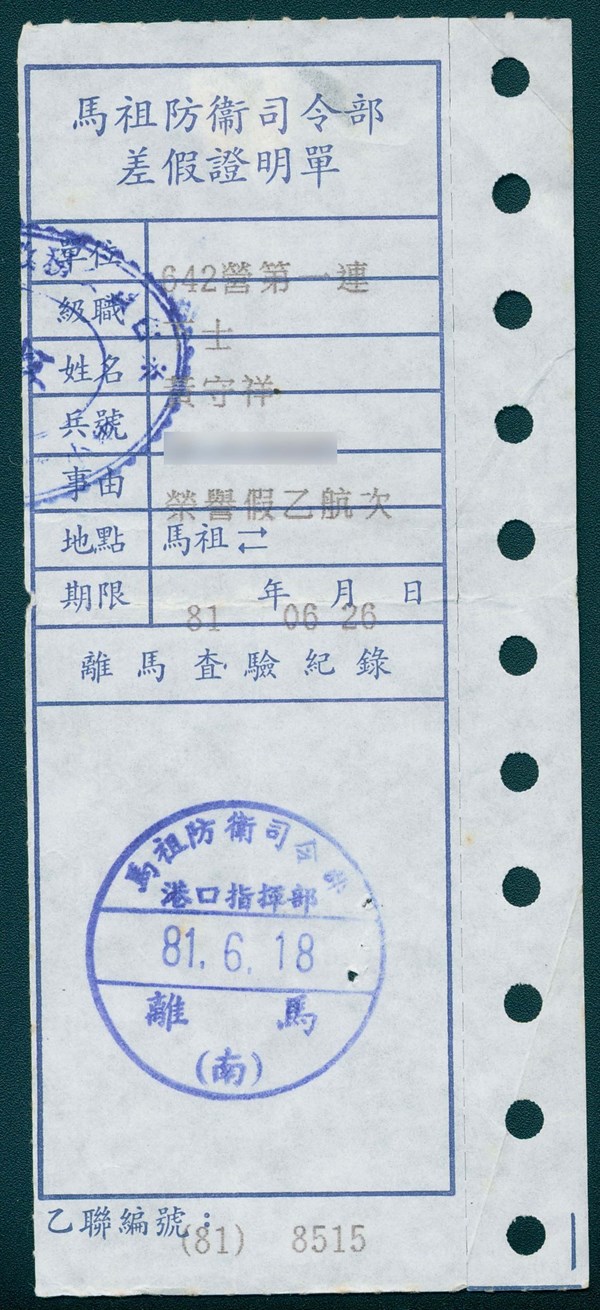 馬祖防衛司令部
差假證明單
單位 642營第一連
級職 士
姓名 黃守祥
兵號
事由 榮譽假乙航次
地點 馬祖⇄
期限 年 月 日
81 06 26
離馬查驗紀錄
馬祖防衛司令部
港口指揮部
81.6.18
離 馬
(南)
乙聯編號：
(81) 8515